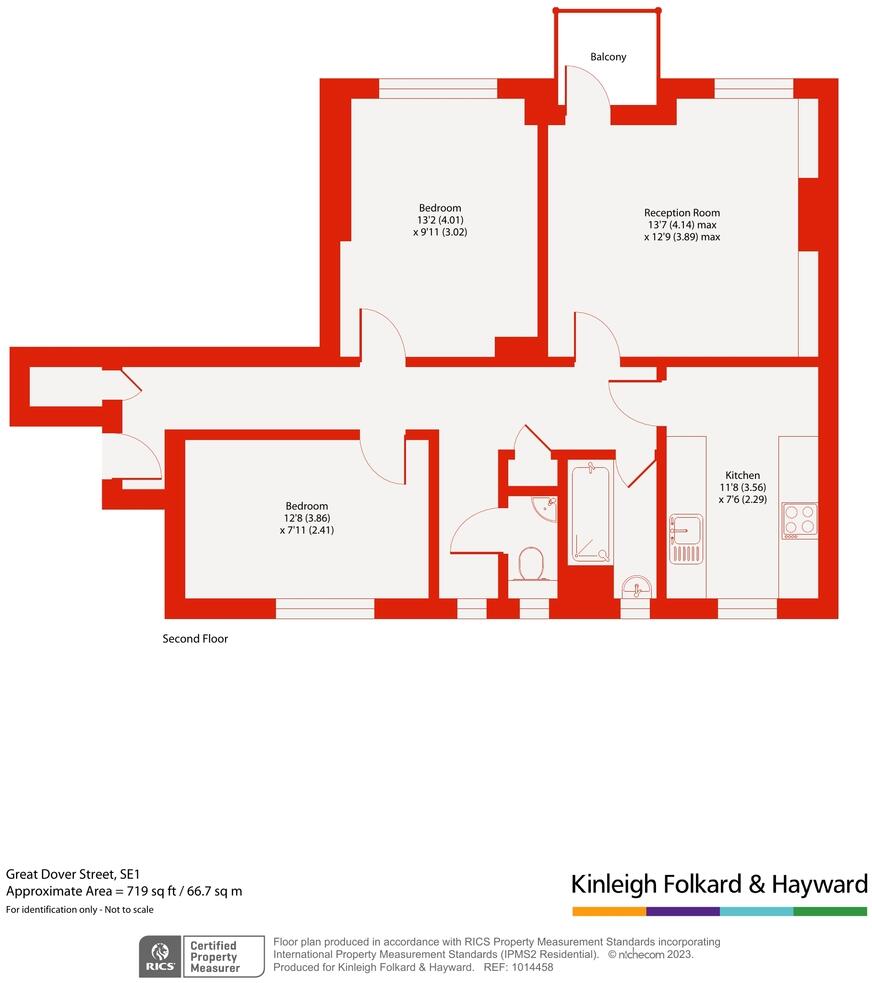 Balcony
Bedroom
13'2 (4.01)
x 9'11 (3.02)
Reception Room
13'7 (4.14) max
x 12'9 (3.89) max
Kitchen
11'8 (3.56)
x 7'6 (2.29)
Bedroom
12'8 (3.86)
x 7'11 (2.41)
Second Floor
Great Dover Street, SE1
Approximate Area = 719 sq ft / 66.7 sq m
For identification only - Not to scale
Kinleigh Folkard & Hayward
RICS
Certified
Property
Measurer
Floor plan produced in accordance with RICS Property Measurement Standards incorporating
International Property Measurement Standards (IPMS2 Residential). © nichecom 2023.
Produced for Kinleigh Folkard & Hayward. REF: 1014458